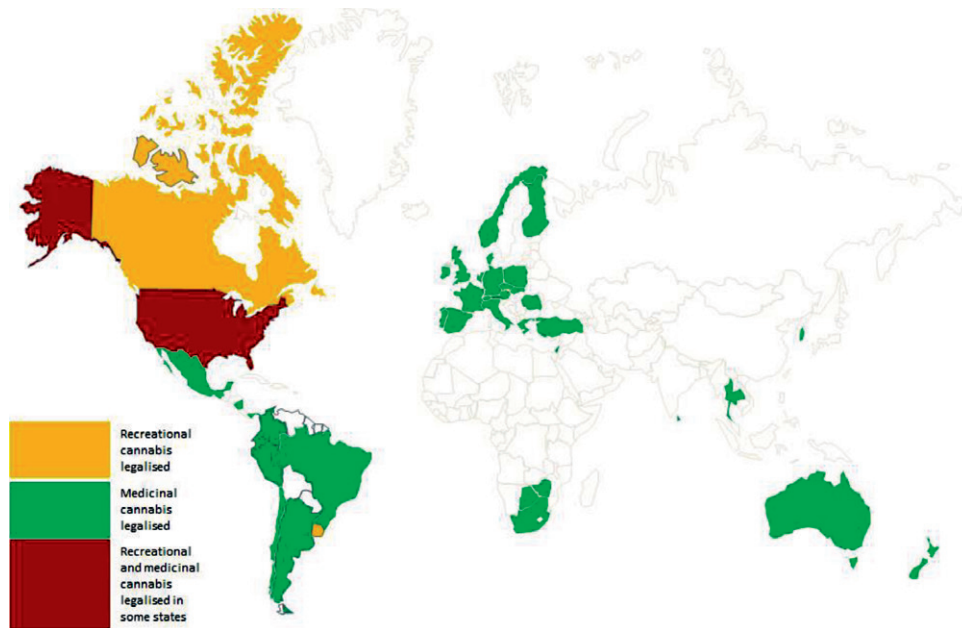 Recreational
cannabis
legalised
Medicinal
cannabis
legalised
Recreational
and medicinal
cannabis
legalised in
some states